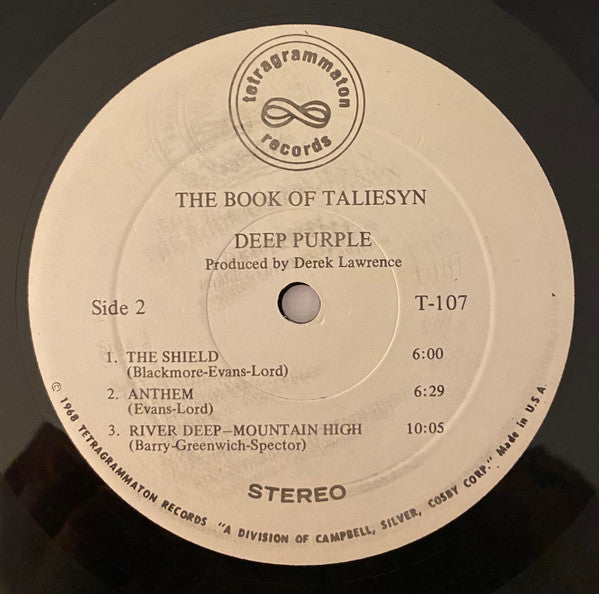 tetragrammaton
records
THE BOOK OF TALIESYN
DEEP PURPLE
Produced by Derek Lawrence
Side 2
T-107
1. THE SHIELD 6:00
(Blackmore-Evans-Lord)
2. ANTHEM 6:29
(Evans-Lord)
3. RIVER DEEP–MOUNTAIN HIGH 10:05
(Barry-Greenwich-Spector)
STEREO
© 1968 TETRAGRAMMATON RECORDS "A DIVISION OF CAMPBELL, SILVER, COSBY CORP." Made in U.S.A.